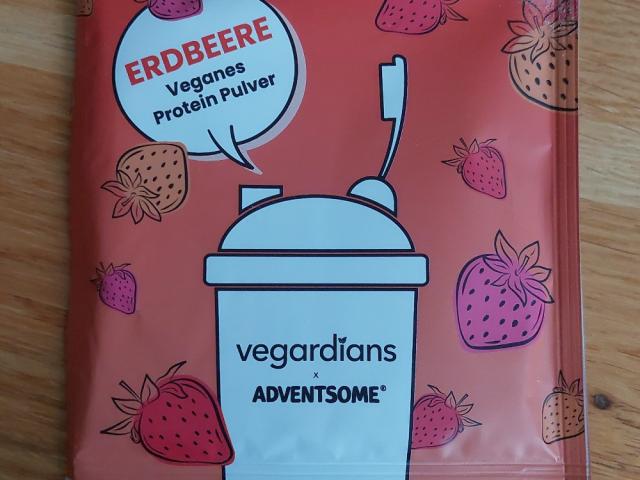 ERDBEERE
Veganes
Protein Pulver
vegardians
x
ADVENTSOME®